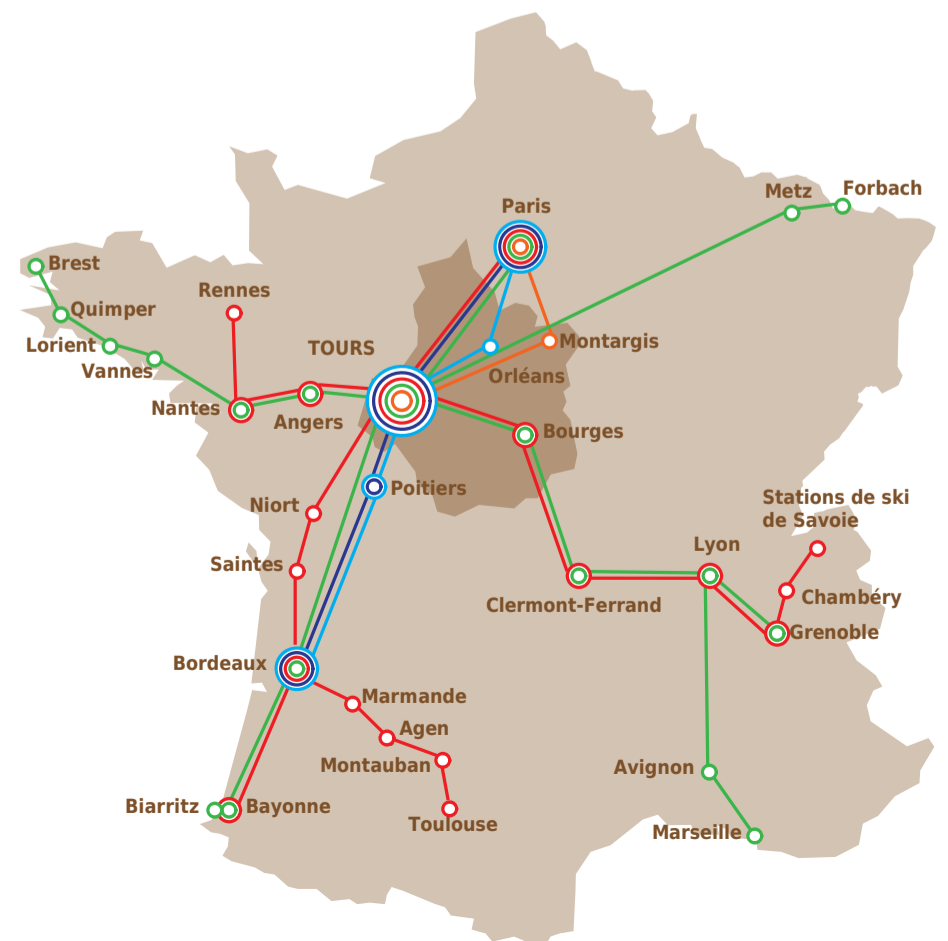 Metz
Forbach
Paris
Brest
Rennes
Quimper
Lorient
TOURS
Montargis
Vannes
Orléans
Nantes
Angers
Bourges
Poitiers
Niort
Stations de ski
de Savoie
Lyon
Saintes
Chambéry
Clermont-Ferrand
Grenoble
Bordeaux
Marmande
Agen
Montauban
Avignon
Biarritz
Bayonne
Toulouse
Marseille